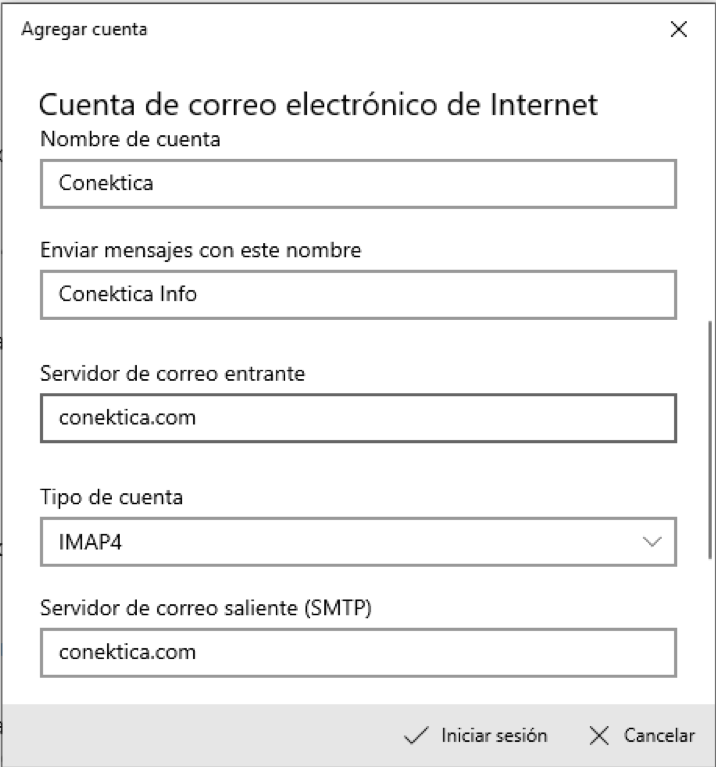 Agregar cuenta
Cuenta de correo electrónico de Internet
Nombre de cuenta
Conektica
Enviar mensajes con este nombre
Conektica Info
Servidor de correo entrante
conektica.com
Tipo de cuenta
IMAP4
Servidor de correo saliente (SMTP)
conektica.com
Iniciar sesión Cancelar